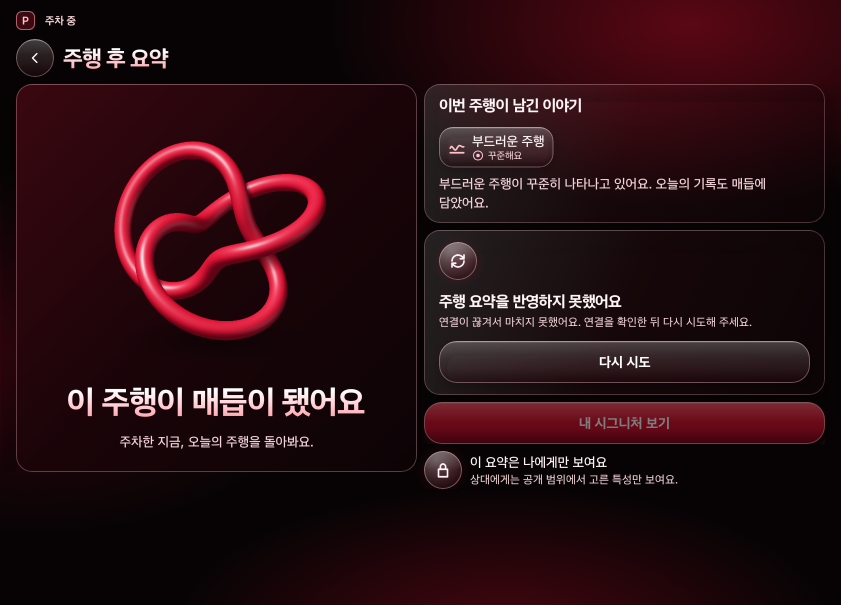 P 주차 중
주행 후 요약
이 주행이 매듭이 됐어요
주차한 지금, 오늘의 주행을 돌아봐요.
이번 주행이 남긴 이야기
부드러운 주행
꾸준해요
부드러운 주행이 꾸준히 나타나고 있어요. 오늘의 기록도 매듭에
담았어요.
주행 요약을 반영하지 못했어요
연결이 끊겨서 마치지 못했어요. 연결을 확인한 뒤 다시 시도해 주세요.
다시 시도
내 시그니처 보기
이 요약은 나에게만 보여요
상대에게는 공개 범위에서 고른 특성만 보여요.